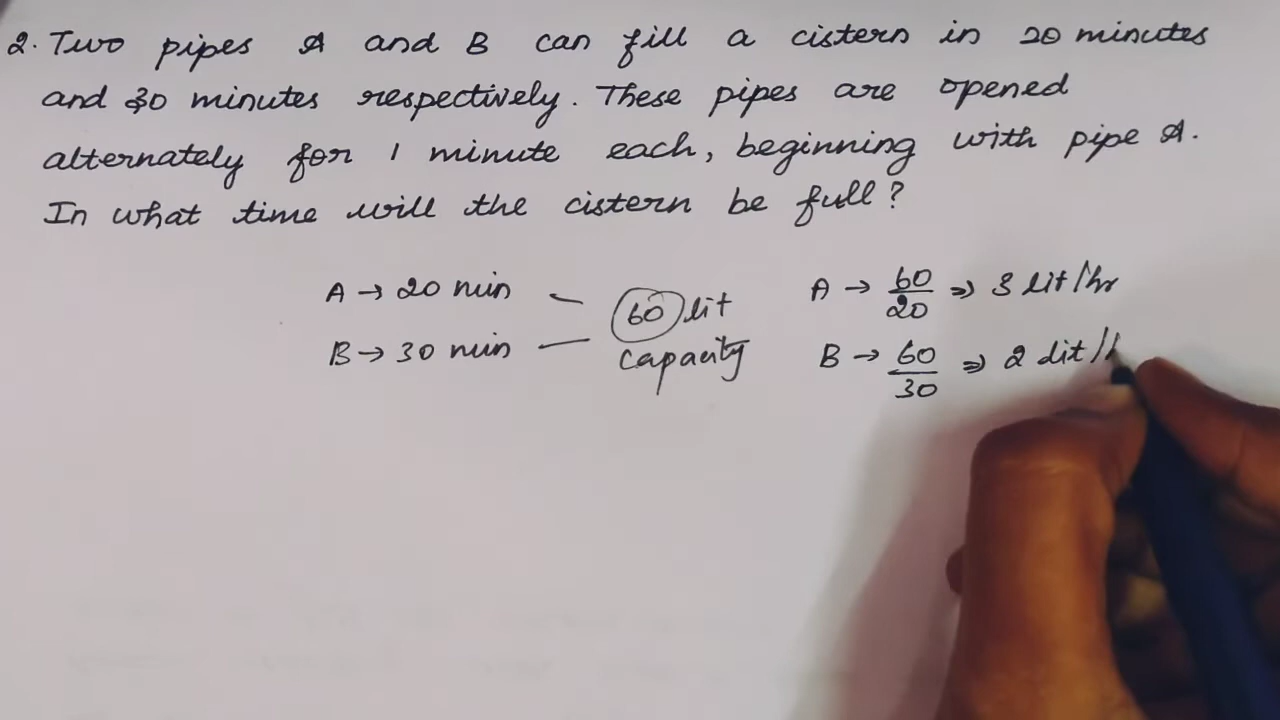 2. Two pipes A and B can fill a cistern in 20 minutes
and 30 minutes respectively. These pipes are opened
alternately for 1 minute each, beginning with pipe A.
In what time will the cistern be full?
A → 20 min
B → 30 min
60 lit
capacity
A → 60/20 ⇒ 3 lit/hr
B → 60/30 ⇒ 2 lit/h